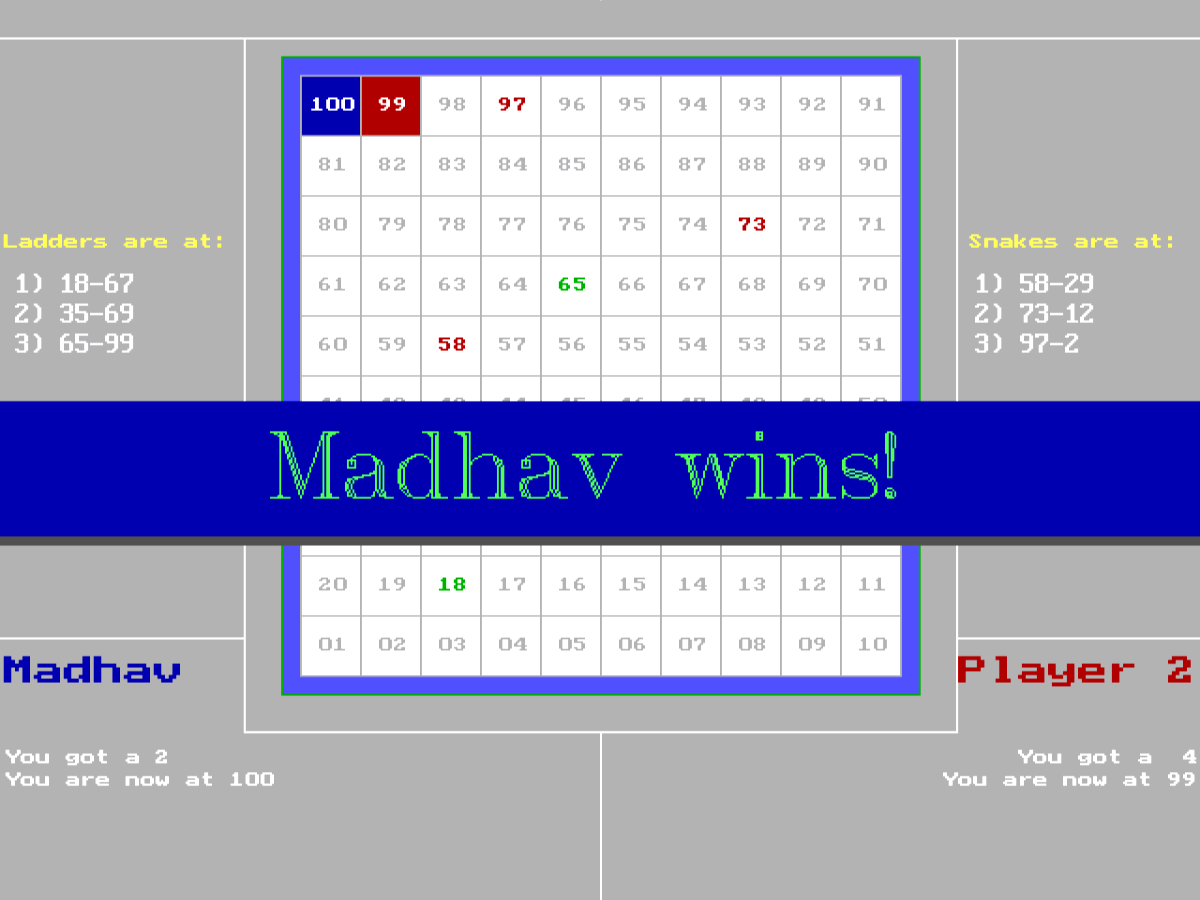 100 99 98 97 96 95 94 93 92 91
81 82 83 84 85 86 87 88 89 90
80 79 78 77 76 75 74 73 72 71
Ladders are at:
1) 18-67
2) 35-69
3) 65-99
61 62 63 64 65 66 67 68 69 70
60 59 58 57 56 55 54 53 52 51
Snakes are at:
1) 58-29
2) 73-12
3) 97-2
Madhav wins!
20 19 18 17 16 15 14 13 12 11
01 02 03 04 05 06 07 08 09 10
Madhav
You got a 2
You are now at 100
Player 2
You got a 4
You are now at 99